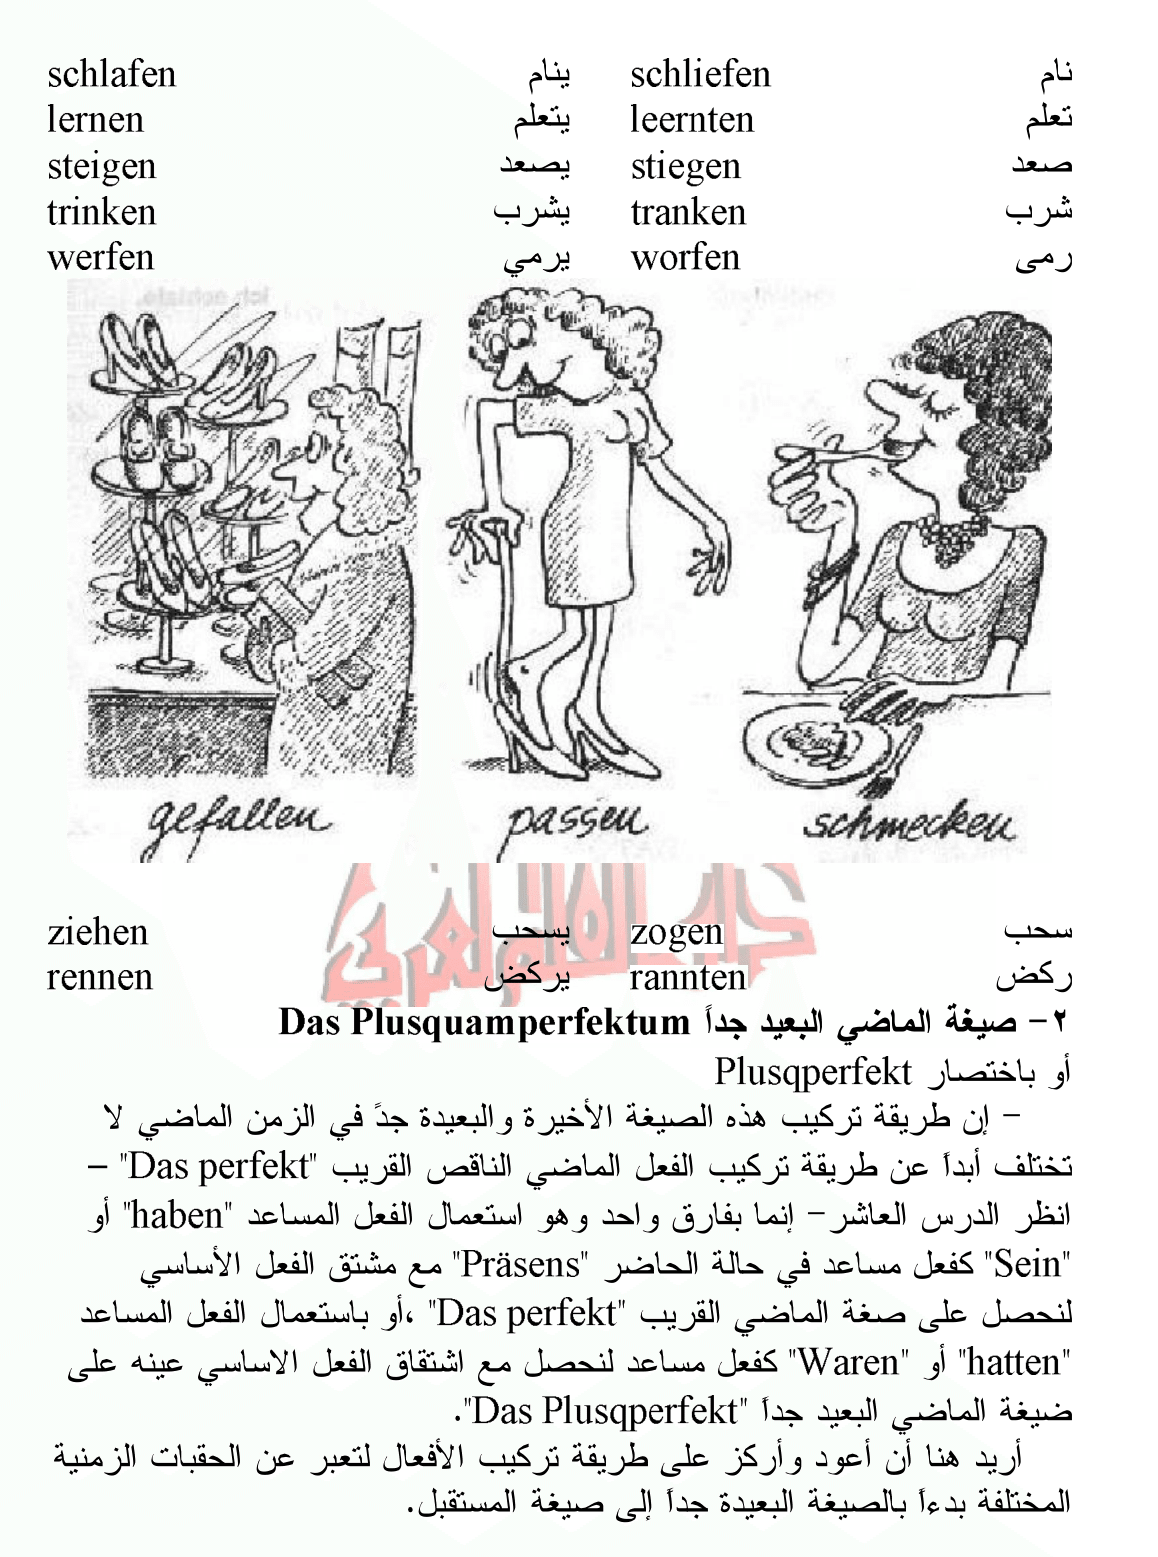 schlafen ينام schliefen نام
lernen يتعلم leernten تعلم
steigen يصعد stiegen صعد
trinken يشرب tranken شرب
werfen يرمي worfen رمى
gefallen passen schmecken
ziehen يسحب zogen سحب
rennen يركض rannten ركض
٢- صيغة الماضي البعيد جداً Das Plusquamperfektum
أو باختصار Plusqperfekt
- إن طريقة تركيب هذه الصيغة الأخيرة والبعيدة جدً في الزمن الماضي لا
تختلف أبداً عن طريقة تركيب الفعل الماضي الناقص القريب "Das perfekt" –
انظر الدرس العاشر- إنما بفارق واحد وهو استعمال الفعل المساعد "haben" أو
"Sein" كفعل مساعد في حالة الحاضر "Präsens" مع مشتق الفعل الأساسي
لنحصل على صغة الماضي القريب "Das perfekt" ،أو باستعمال الفعل المساعد
"hatten" أو "Waren" كفعل مساعد لنحصل مع اشتقاق الفعل الاساسي عينه على
ضيغة الماضي البعيد جداً "Das Plusqperfekt".
أريد هنا أن أعود وأركز على طريقة تركيب الأفعال لتعبر عن الحقبات الزمنية
المختلفة بدءاً بالصيغة البعيدة جداً إلى صيغة المستقبل.